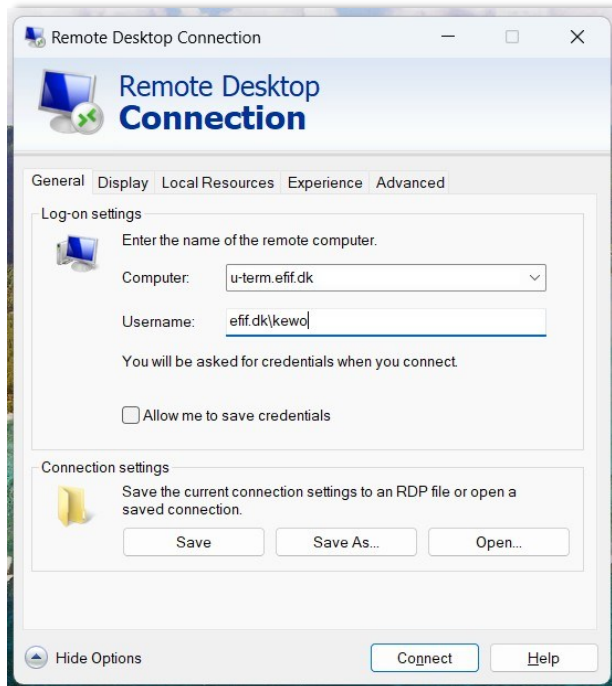 Remote Desktop Connection
Remote Desktop
Connection
General Display Local Resources Experience Advanced
Log-on settings
Enter the name of the remote computer.
Computer: u-term.efif.dk
Username: efif.dk\kewo
You will be asked for credentials when you connect.
Allow me to save credentials
Connection settings
Save the current connection settings to an RDP file or open a
saved connection.
Save Save As... Open...
Hide Options Connect Help